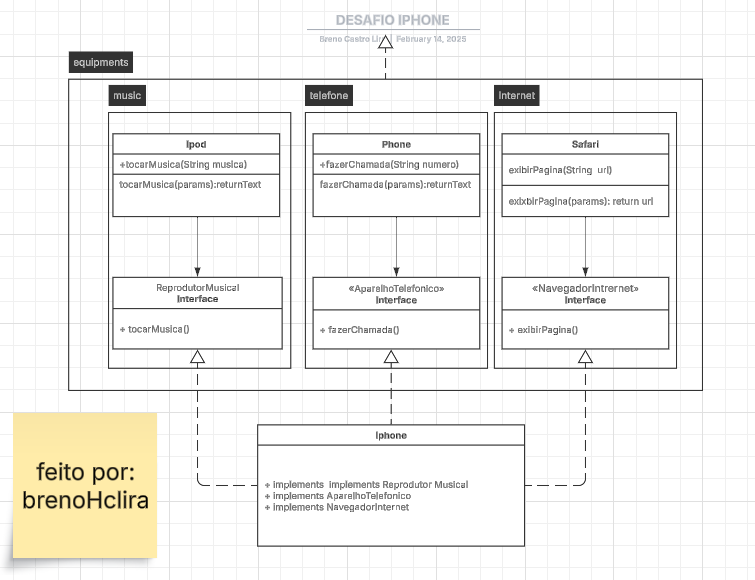 DESAFIO IPHONE
Breno Castro Lir | February 14, 2025
equipments
music
telefone
Internet
Ipod
+tocarMusica(String musica)
tocarMusica(params):returnText
Phone
+fazerChamada(String numero)
fazerChamada(params):returnText
Safari
exibirPagina(String url)
exixbirPagina(params): return url
ReprodutorMusical
Interface
+ tocarMusica()
«AparelhoTelefonico»
Interface
+ fazerChamada()
«NavegadorIntrernet»
Interface
+ exibirPagina()
Iphone
+ implements implements Reprodutor Musical
+ implements AparelhoTelefonico
+ implements NavegadorInternet
feito por:
brenoHclira